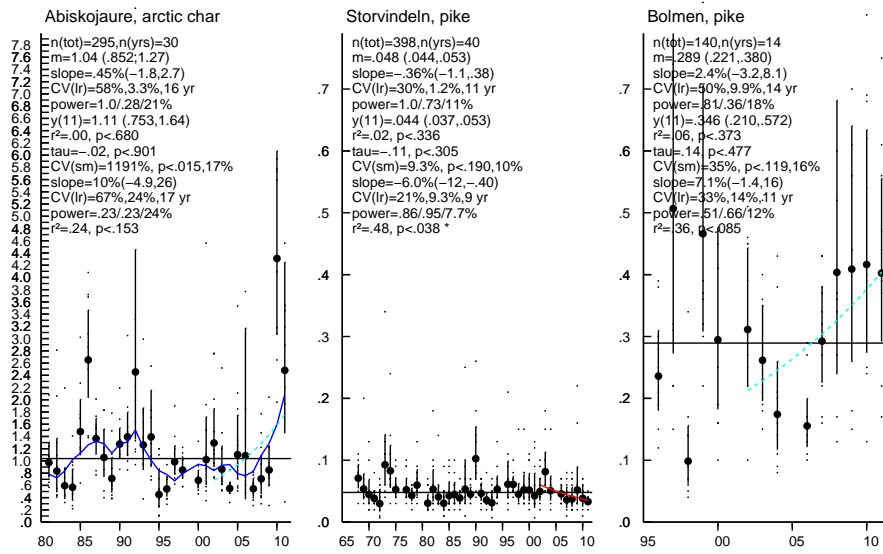 Abiskojaure, arctic char
n(tot)=295,n(yrs)=30
m=1.04 (.852;1.27)
slope=.45%(−1.8,2.7)
CV(lr)=58%,3.3%,16 yr
power=1.0/.28/21%
y(11)=1.11 (.753,1.64)
r²=.00, p<.680
tau=−.02, p<.901
CV(sm)=1191%, p<.015,17%
slope=10%(−4.9,26)
CV(lr)=67%,24%,17 yr
power=.23/.23/24%
r²=.24, p<.153
7.8
7.6
7.4
7.2
7.0
6.8
6.6
6.4
6.2
6.0
5.8
5.6
5.4
5.2
5.0
4.8
4.6
4.4
4.2
4.0
3.8
3.6
3.4
3.2
3.0
2.8
2.6
2.4
2.2
2.0
1.8
1.6
1.4
1.2
1.0
.8
.6
.4
.2
.0
80 85 90 95 00 05 10
Storvindeln, pike
n(tot)=398,n(yrs)=40
m=.048 (.044,.053)
slope=−.36%(−1.1,.38)
CV(lr)=30%,1.2%,11 yr
power=1.0/.73/11%
y(11)=.044 (.037,.053)
r²=.02, p<.336
tau=−.11, p<.305
CV(sm)=9.3%, p<.190,10%
slope=−6.0%(−12,−.40)
CV(lr)=21%,9.3%,9 yr
power=.86/.95/7.7%
r²=.48, p<.038 *
.7
.6
.5
.4
.3
.2
.1
.0
65 70 75 80 85 90 95 00 05 10
Bolmen, pike
n(tot)=140,n(yrs)=14
m=.289 (.221,.380)
slope=2.4%(−3.2,8.1)
CV(lr)=50%,9.9%,14 yr
power=.81/.36/18%
y(11)=.346 (.210,.572)
r²=.06, p<.373
tau=.14, p<.477
CV(sm)=35%, p<.119,16%
slope=7.1%(−1.4,16)
CV(lr)=33%,14%,11 yr
power=.51/.66/12%
r²=.36, p<.085
.7
.6
.5
.4
.3
.2
.1
.0
95 00 05 10